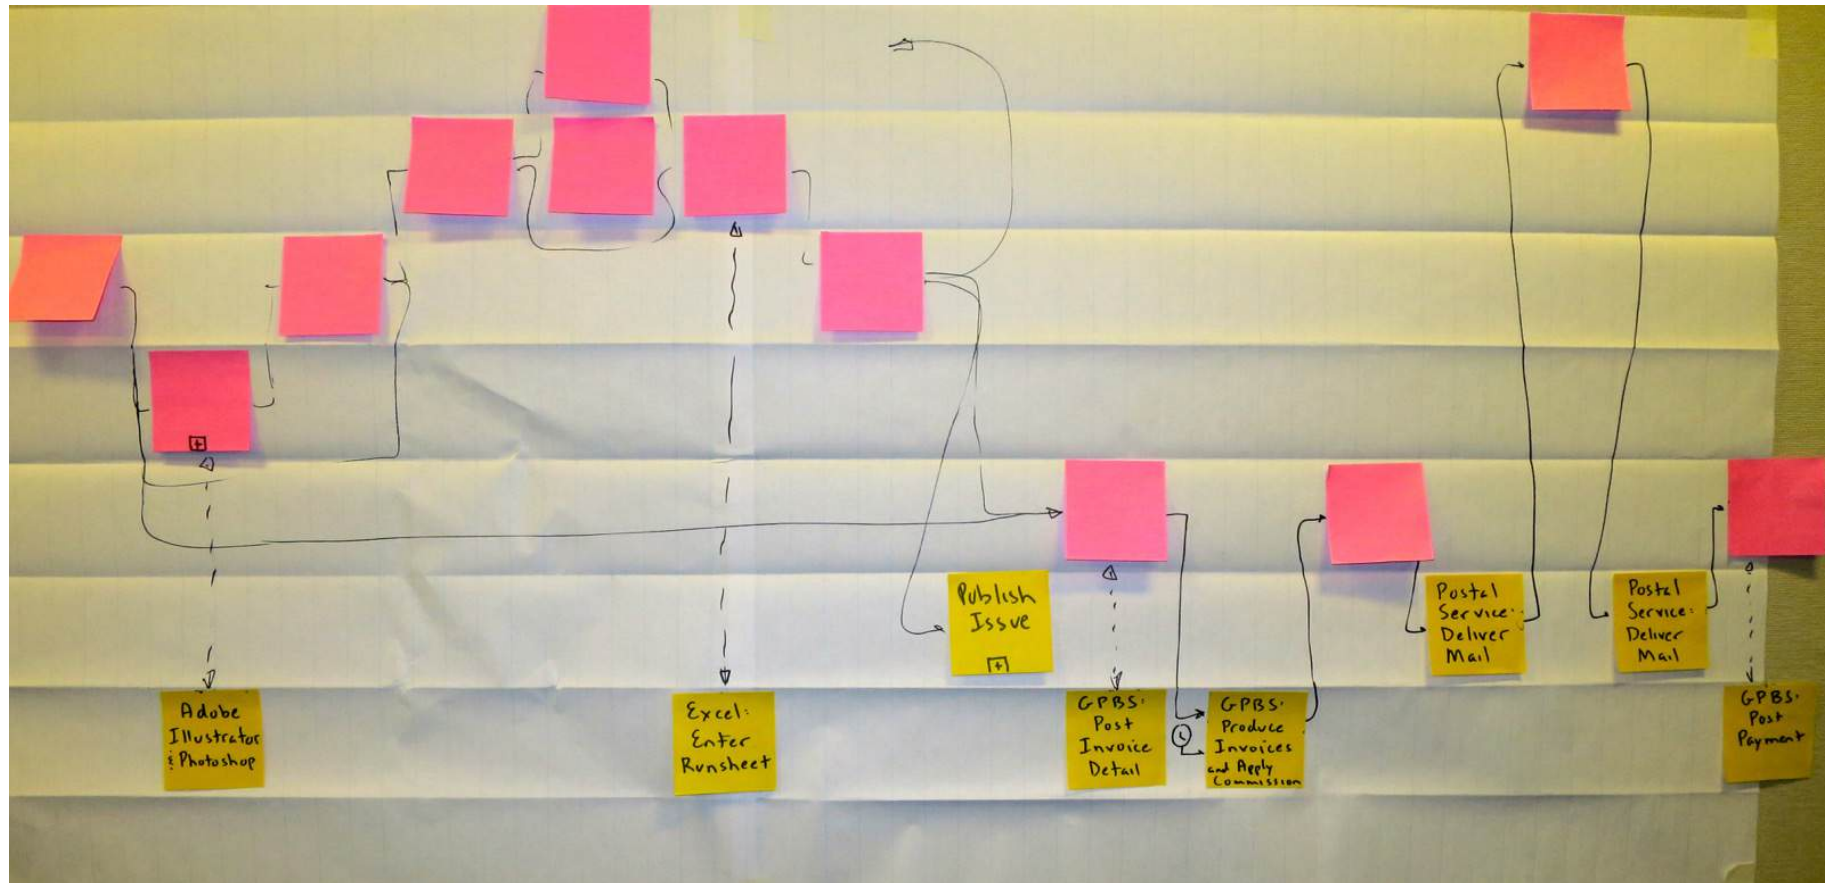 Publish
Issue
Postal
Service:
Deliver
Mail
Postal
Service:
Deliver
Mail
Adobe
Illustrator
& Photoshop
Excel:
Enter
Runsheet
GPBS:
Post
Invoice
Detail
GPBS:
Produce
Invoices
and Apply
Commission
GPBS:
Post
Payment